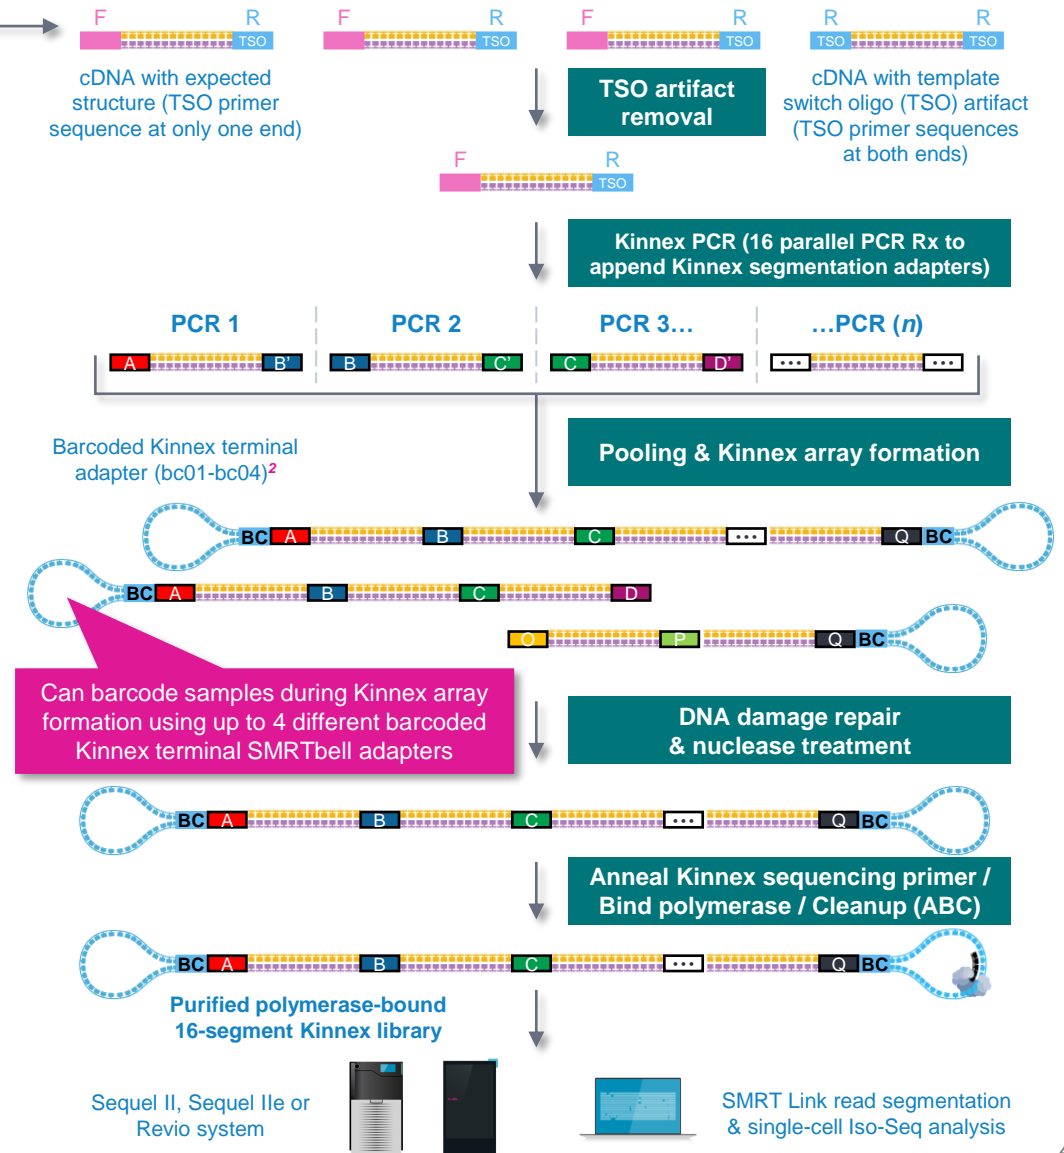 F R F R F R R R
TSO TSO TSO TSO TSO
cDNA with expected
structure (TSO primer
sequence at only one end)
TSO artifact
removal
cDNA with template
switch oligo (TSO) artifact
(TSO primer sequences
at both ends)
F R
TSO
Kinnex PCR (16 parallel PCR Rx to
append Kinnex segmentation adapters)
PCR 1 PCR 2 PCR 3… …PCR (n)
A B' B C' C D' ••• •••
Barcoded Kinnex terminal
adapter (bc01-bc04)2
Pooling & Kinnex array formation
BC A B C ••• Q BC
BC A B C D
O P Q BC
Can barcode samples during Kinnex array
formation using up to 4 different barcoded
Kinnex terminal SMRTbell adapters
DNA damage repair
& nuclease treatment
BC A B C ••• Q BC
Anneal Kinnex sequencing primer /
Bind polymerase / Cleanup (ABC)
BC A B C ••• Q BC
Purified polymerase-bound
16-segment Kinnex library
Sequel II, Sequel IIe or
Revio system
SMRT Link read segmentation
& single-cell Iso-Seq analysis